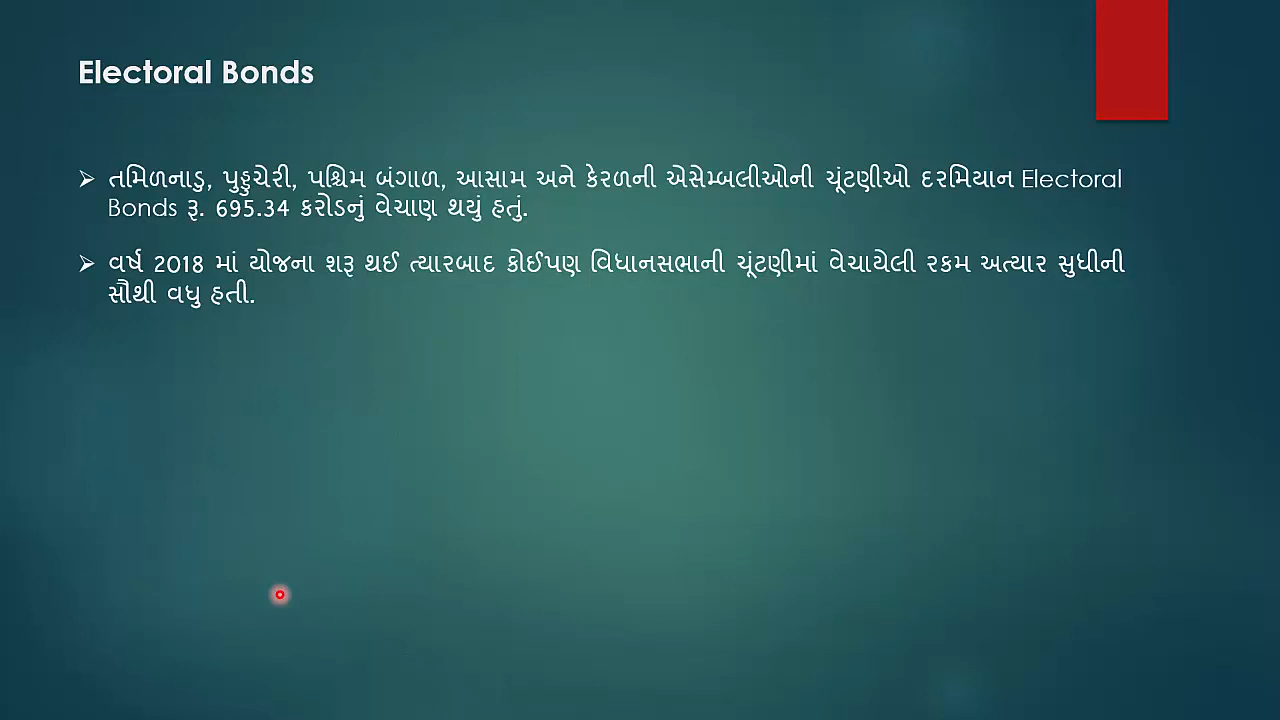 Electoral Bonds
તમિળનાડુ, પુડુચેરી, પશ્ચિમ બંગાળ, આસામ અને કેરળની એસેમ્બલીઓની ચૂંટણીઓ દરમિયાન Electoral
Bonds રૂ. 695.34 કરોડનું વેચાણ થયું હતું.
વર્ષ 2018 માં યોજના શરૂ થઈ ત્યારબાદ કોઈપણ વિધાનસભાની ચૂંટણીમાં વેચાયેલી રકમ અત્યાર સુધીની
સૌથી વધુ હતી.